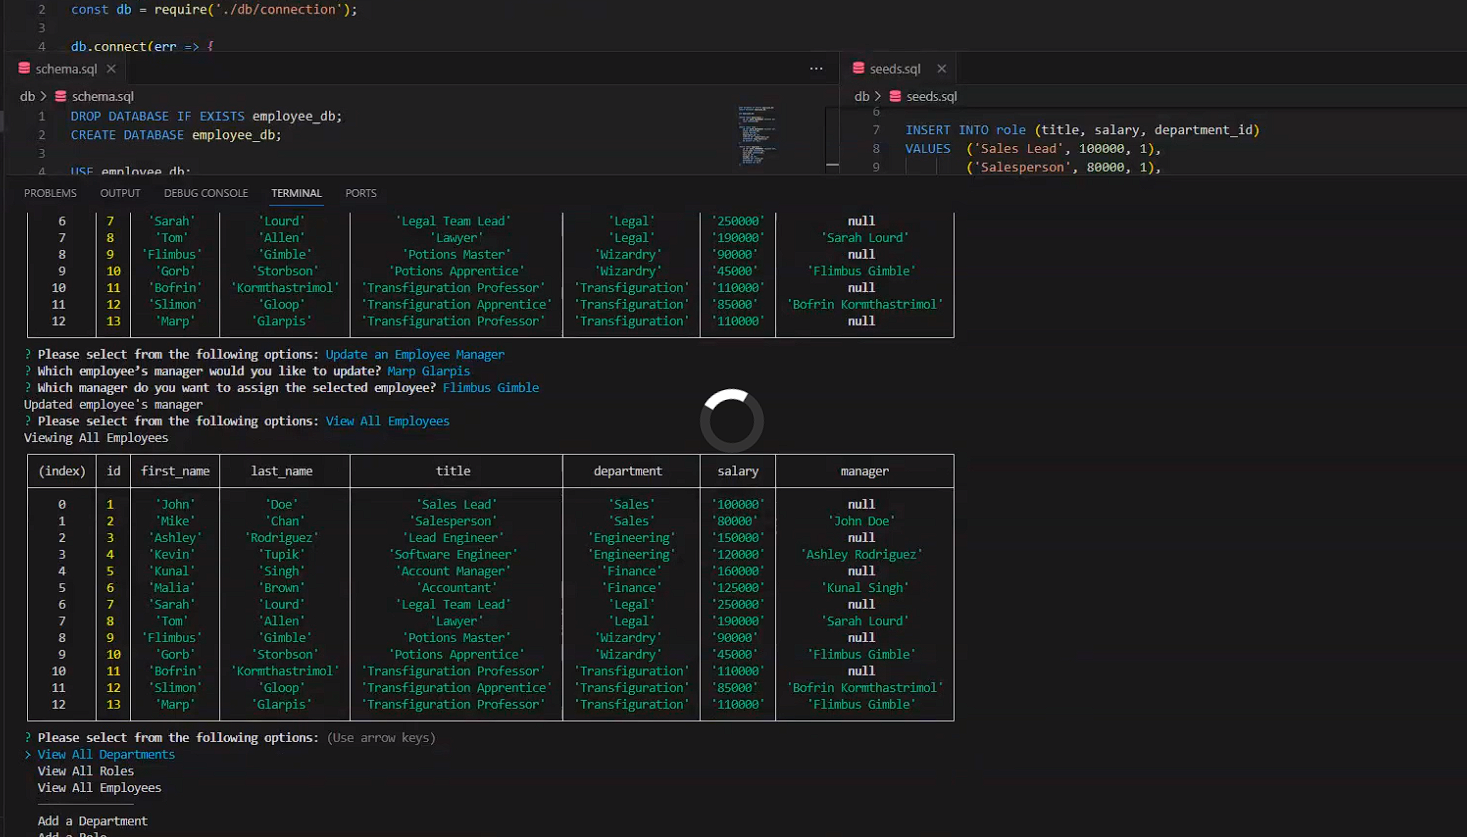 2 const db = require('./db/connection');
3
4 db.connect(err => {
schema.sql ×
db > schema.sql
1 DROP DATABASE IF EXISTS employee_db;
2 CREATE DATABASE employee_db;
3
4 USE employee_db;
··· seeds.sql ×
db > seeds.sql
6
7 INSERT INTO role (title, salary, department_id)
8 VALUES ('Sales Lead', 100000, 1),
9 ('Salesperson', 80000, 1),
PROBLEMS OUTPUT DEBUG CONSOLE TERMINAL PORTS
6 7 'Sarah' 'Lourd' 'Legal Team Lead' 'Legal' '250000' null
7 8 'Tom' 'Allen' 'Lawyer' 'Legal' '190000' 'Sarah Lourd'
8 9 'Flimbus' 'Gimble' 'Potions Master' 'Wizardry' '90000' null
9 10 'Gorb' 'Storbson' 'Potions Apprentice' 'Wizardry' '45000' 'Flimbus Gimble'
10 11 'Bofrin' 'Kormthastrimol' 'Transfiguration Professor' 'Transfiguration' '110000' null
11 12 'Slimon' 'Gloop' 'Transfiguration Apprentice' 'Transfiguration' '85000' 'Bofrin Kormthastrimol'
12 13 'Marp' 'Glarpis' 'Transfiguration Professor' 'Transfiguration' '110000' null
? Please select from the following options: Update an Employee Manager
? Which employee's manager would you like to update? Marp Glarpis
? Which manager do you want to assign the selected employee? Flimbus Gimble
Updated employee's manager
? Please select from the following options: View All Employees
Viewing All Employees
(index) id first_name last_name title department salary manager
0 1 'John' 'Doe' 'Sales Lead' 'Sales' '100000' null
1 2 'Mike' 'Chan' 'Salesperson' 'Sales' '80000' 'John Doe'
2 3 'Ashley' 'Rodriguez' 'Lead Engineer' 'Engineering' '150000' null
3 4 'Kevin' 'Tupik' 'Software Engineer' 'Engineering' '120000' 'Ashley Rodriguez'
4 5 'Kunal' 'Singh' 'Account Manager' 'Finance' '160000' null
5 6 'Malia' 'Brown' 'Accountant' 'Finance' '125000' 'Kunal Singh'
6 7 'Sarah' 'Lourd' 'Legal Team Lead' 'Legal' '250000' null
7 8 'Tom' 'Allen' 'Lawyer' 'Legal' '190000' 'Sarah Lourd'
8 9 'Flimbus' 'Gimble' 'Potions Master' 'Wizardry' '90000' null
9 10 'Gorb' 'Storbson' 'Potions Apprentice' 'Wizardry' '45000' 'Flimbus Gimble'
10 11 'Bofrin' 'Kormthastrimol' 'Transfiguration Professor' 'Transfiguration' '110000' null
11 12 'Slimon' 'Gloop' 'Transfiguration Apprentice' 'Transfiguration' '85000' 'Bofrin Kormthastrimol'
12 13 'Marp' 'Glarpis' 'Transfiguration Professor' 'Transfiguration' '110000' 'Flimbus Gimble'
? Please select from the following options: (Use arrow keys)
> View All Departments
View All Roles
View All Employees
Add a Department
Add a Role